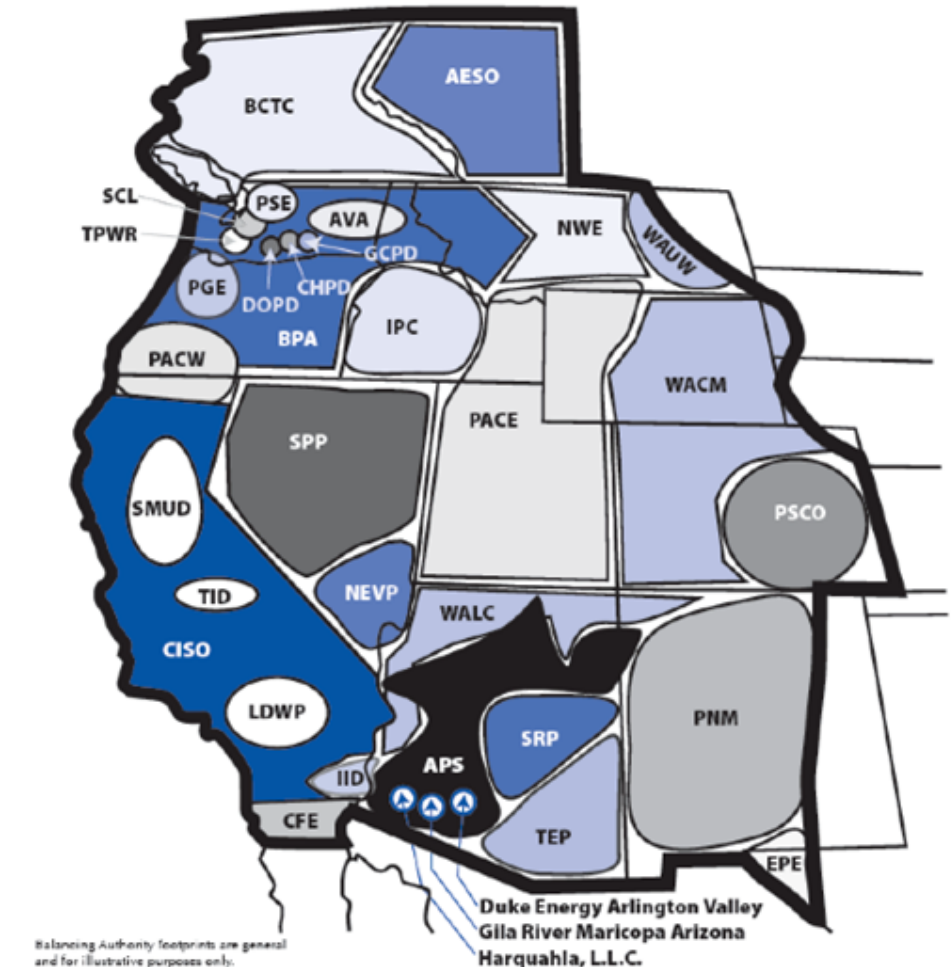 AESO
BCTC
SCL
PSE
AVA
NWE
TPWR
GCPD
WAUW
PGE
CHPD
DOPD
BPA
IPC
PACW
WACM
PACE
SPP
SMUD
PSCO
NEVP
TID
WALC
CISO
LDWP
PNM
SRP
APS
IID
CFE
TEP
EPE
Duke Energy Arlington Valley
Gila River Maricopa Arizona
Harquahla, L.L.C.
Balancing Authority footprints are general
and for illustrative purposes only.